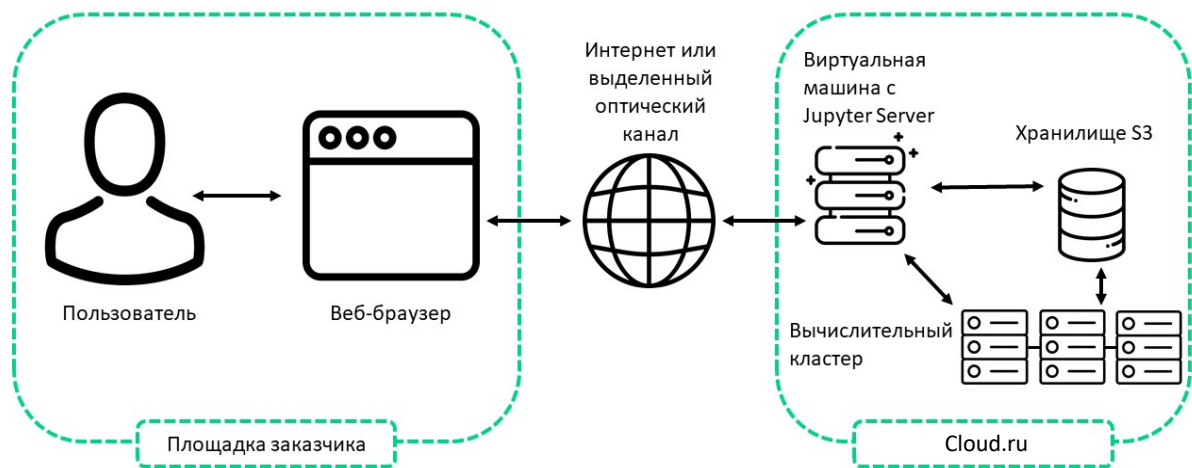 Пользователь
Веб-браузер
Площадка заказчика
Интернет или
выделенный
оптический
канал
Виртуальная
машина с
Jupyter Server
Хранилище S3
Вычислительный
кластер
Cloud.ru